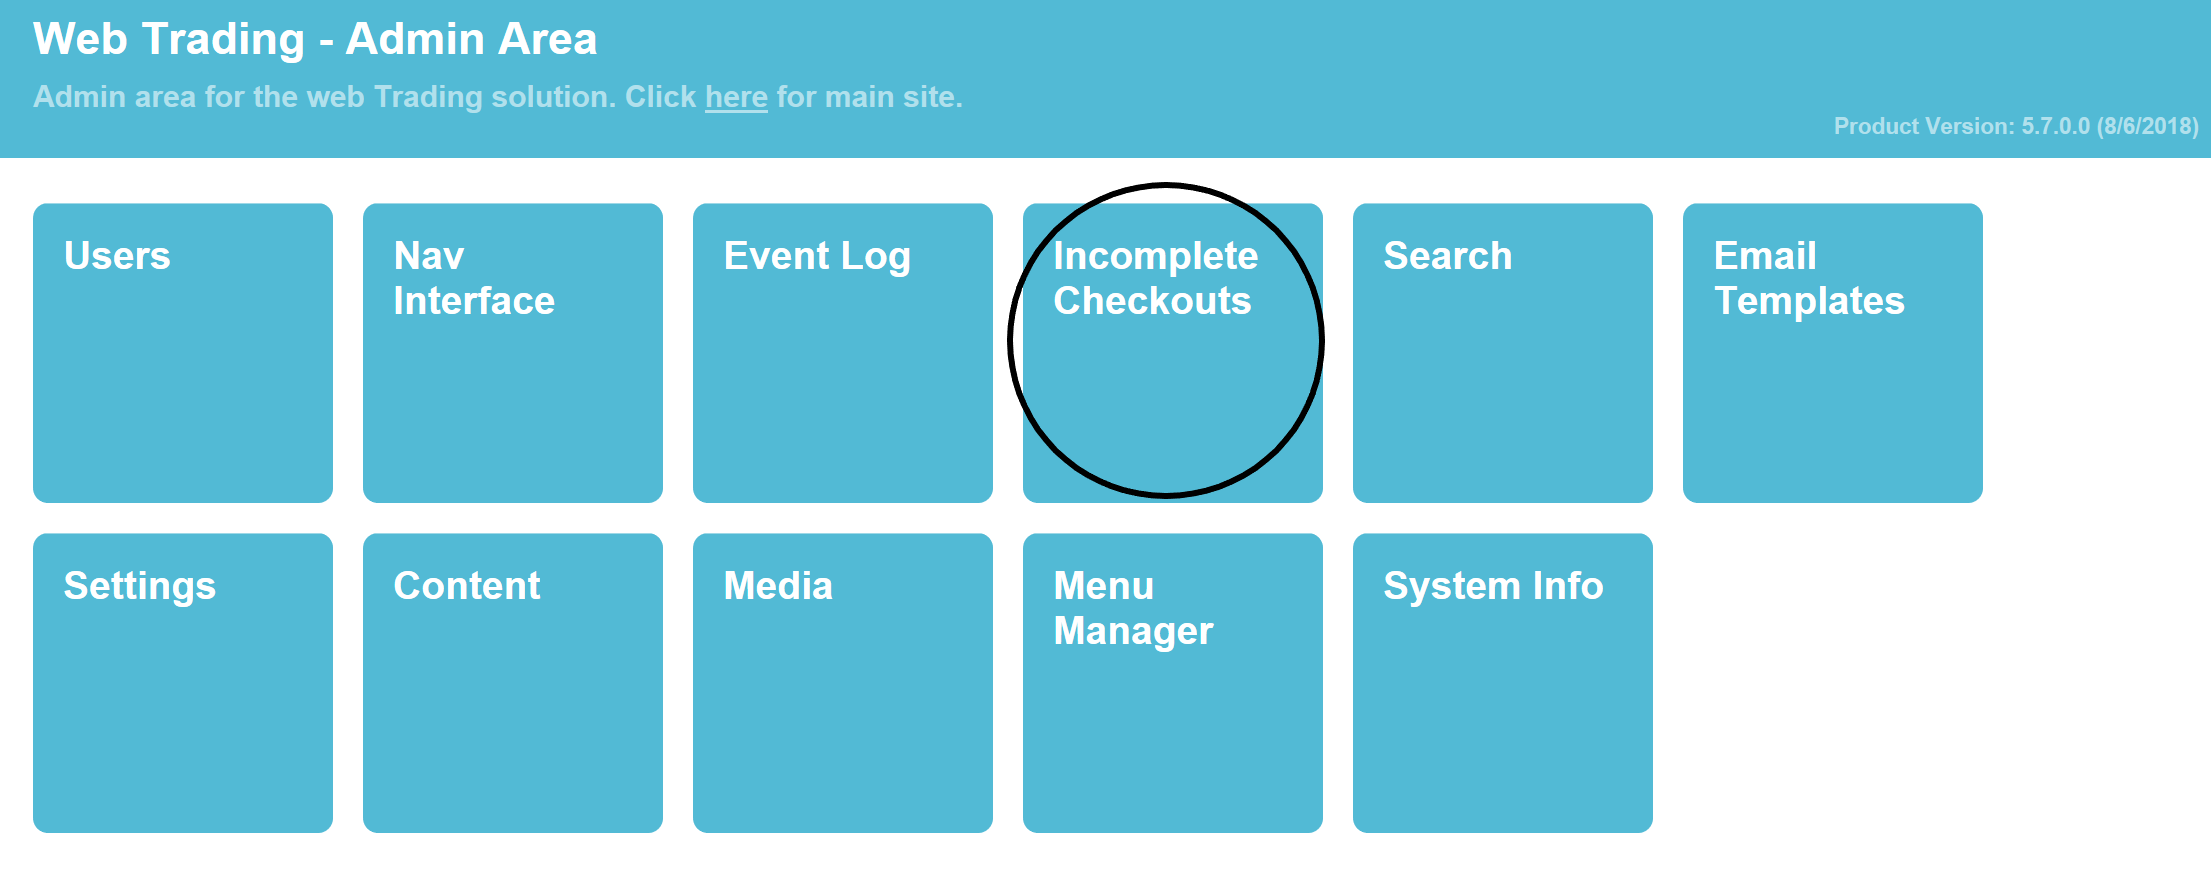 Web Trading - Admin Area
Admin area for the web Trading solution. Click here for main site.
Product Version: 5.7.0.0 (8/6/2018)
Users
Nav
Interface
Event Log
Incomplete
Checkouts
Search
Email
Templates
Settings
Content
Media
Menu
Manager
System Info